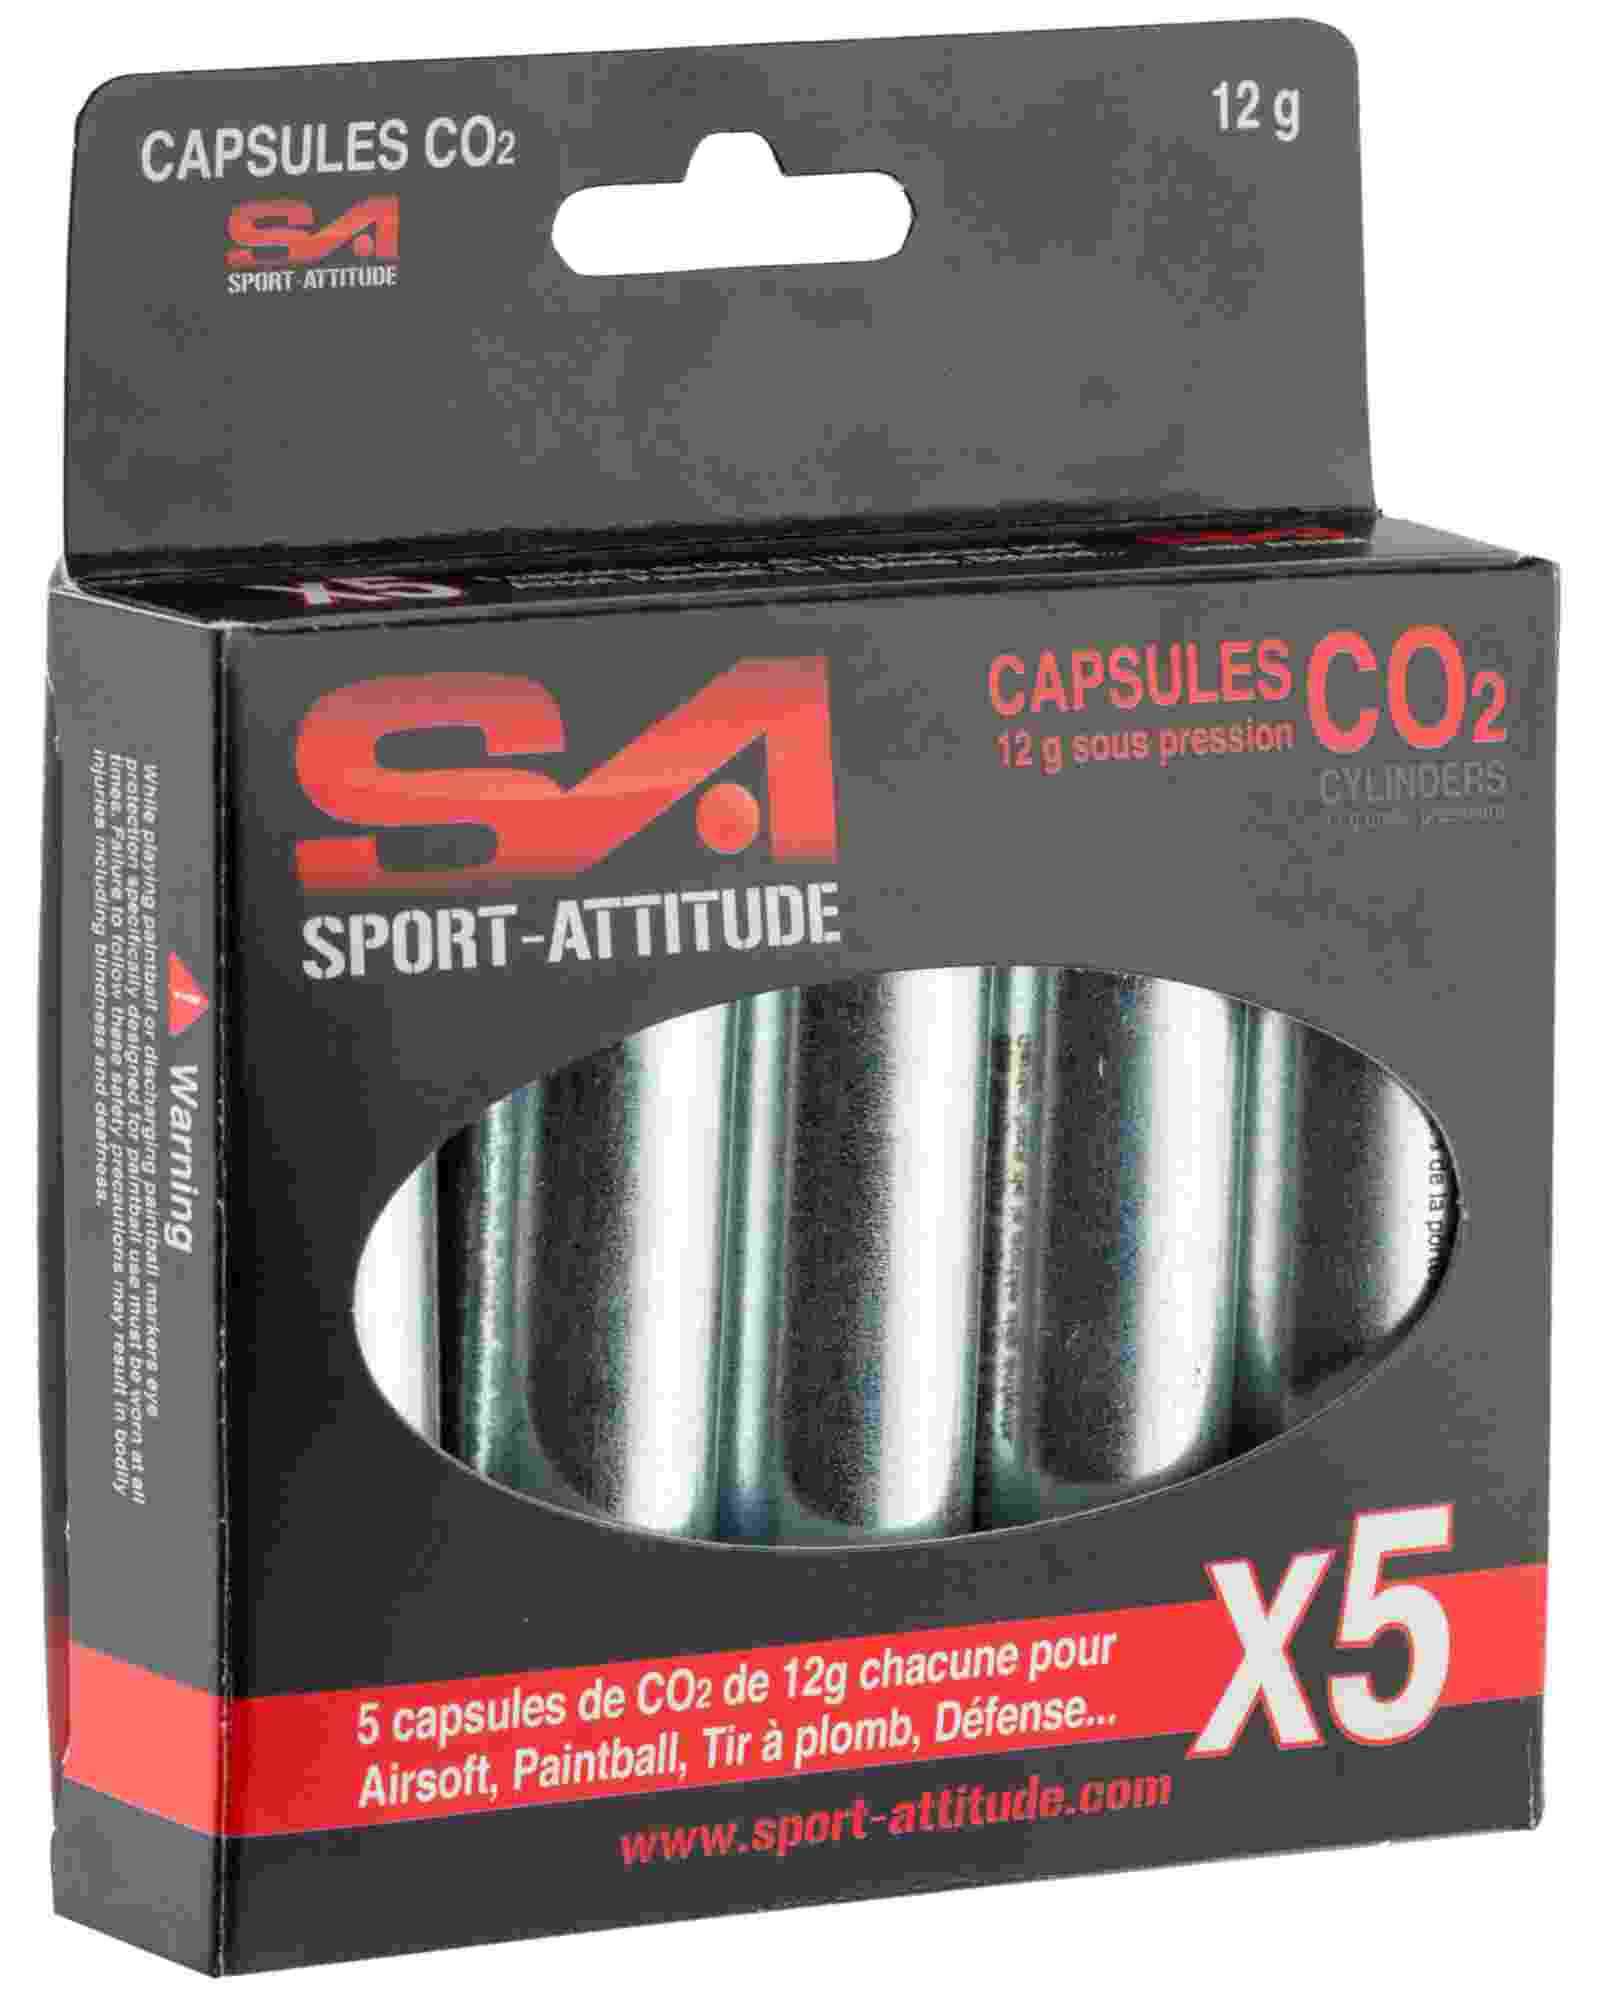 CAPSULES CO2
12 g
SA
SPORT-ATTITUDE
X5
SA
SPORT-ATTITUDE
CAPSULES CO2
12 g sous pression
CYLINDERS
Warning
While playing paintball or discharging paintball markers eye
protection specifically designed for paintball use must be worn at all
times. Failure to follow these safety precautions may result in bodily
injuries including blindness and deafness.
de la
X5
5 capsules de CO2 de 12g chacune pour
Airsoft, Paintball, Tir à plomb, Défense...
www.sport-attitude.com